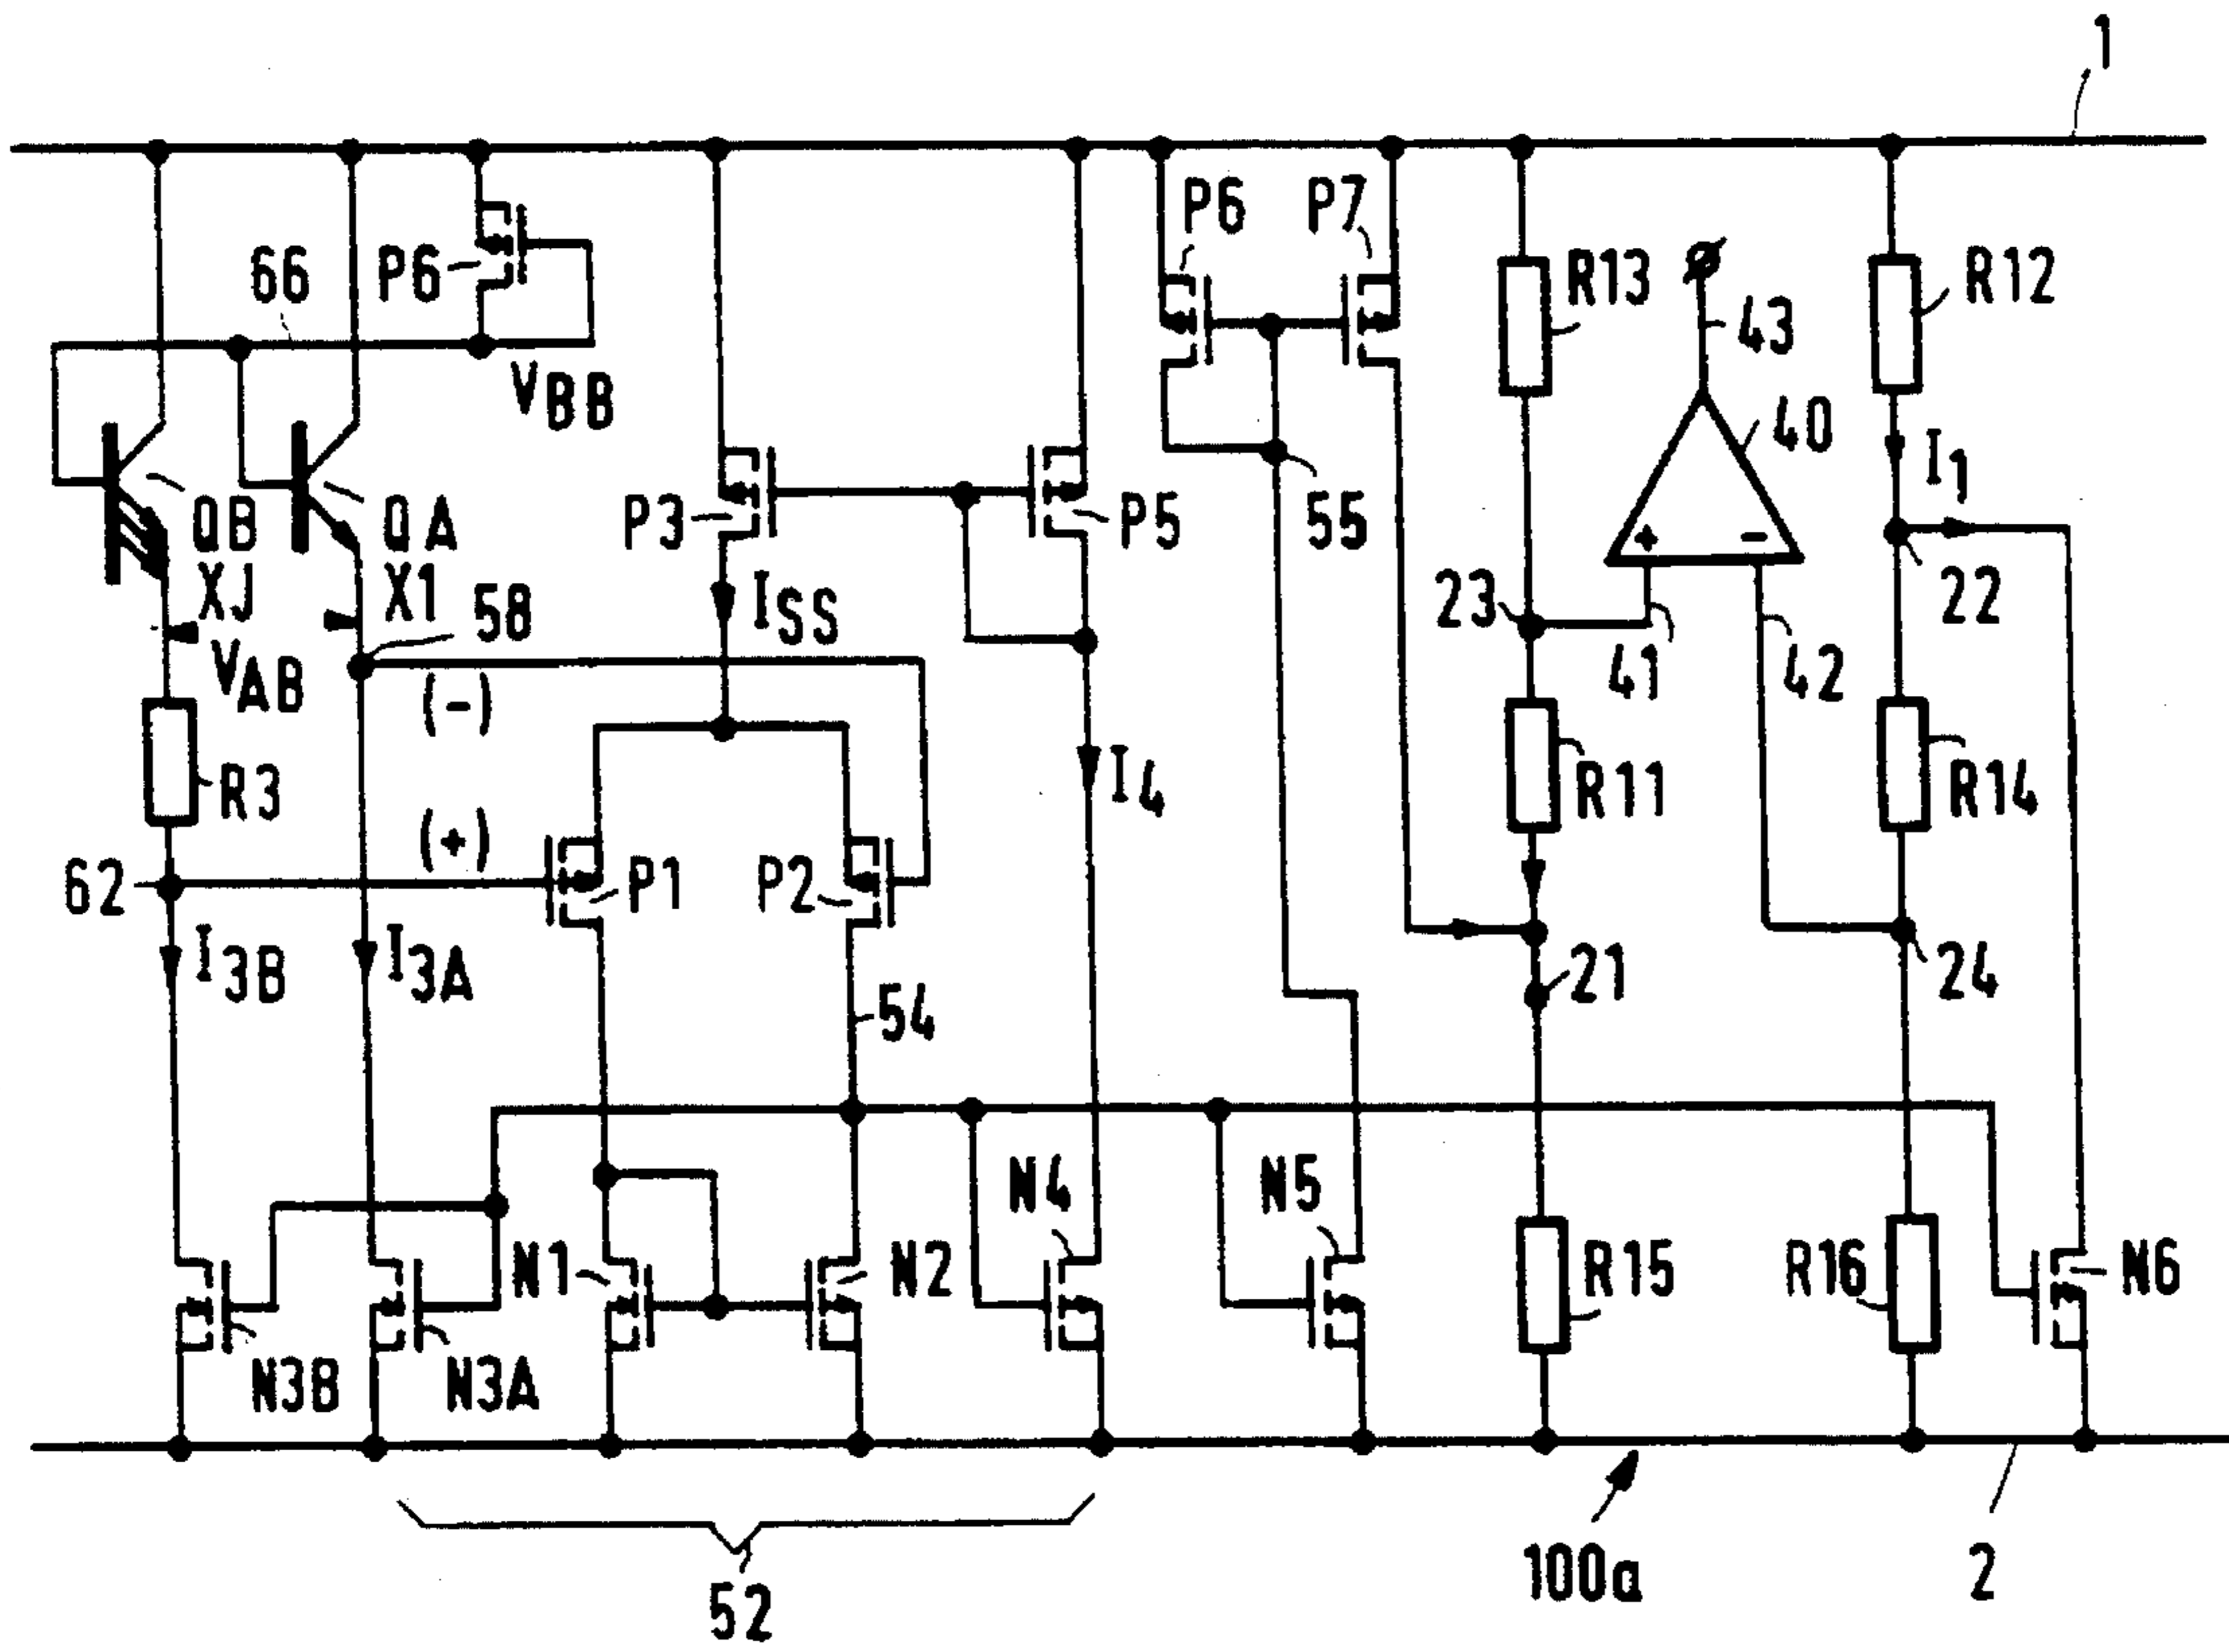 1
P6
P7
66
P6
R13
R12
43
VBB
40
I1
QB
QA
P3
P5
55
XJ
X1
58
ISS
23
+
-
22
VAB
(-)
41
42
R3
I4
R11
R14
(+)
62
P1
P2
I3B
I3A
21
24
54
N4
N5
N1
N2
R15
R16
N6
N3B
N3A
52
100a
2